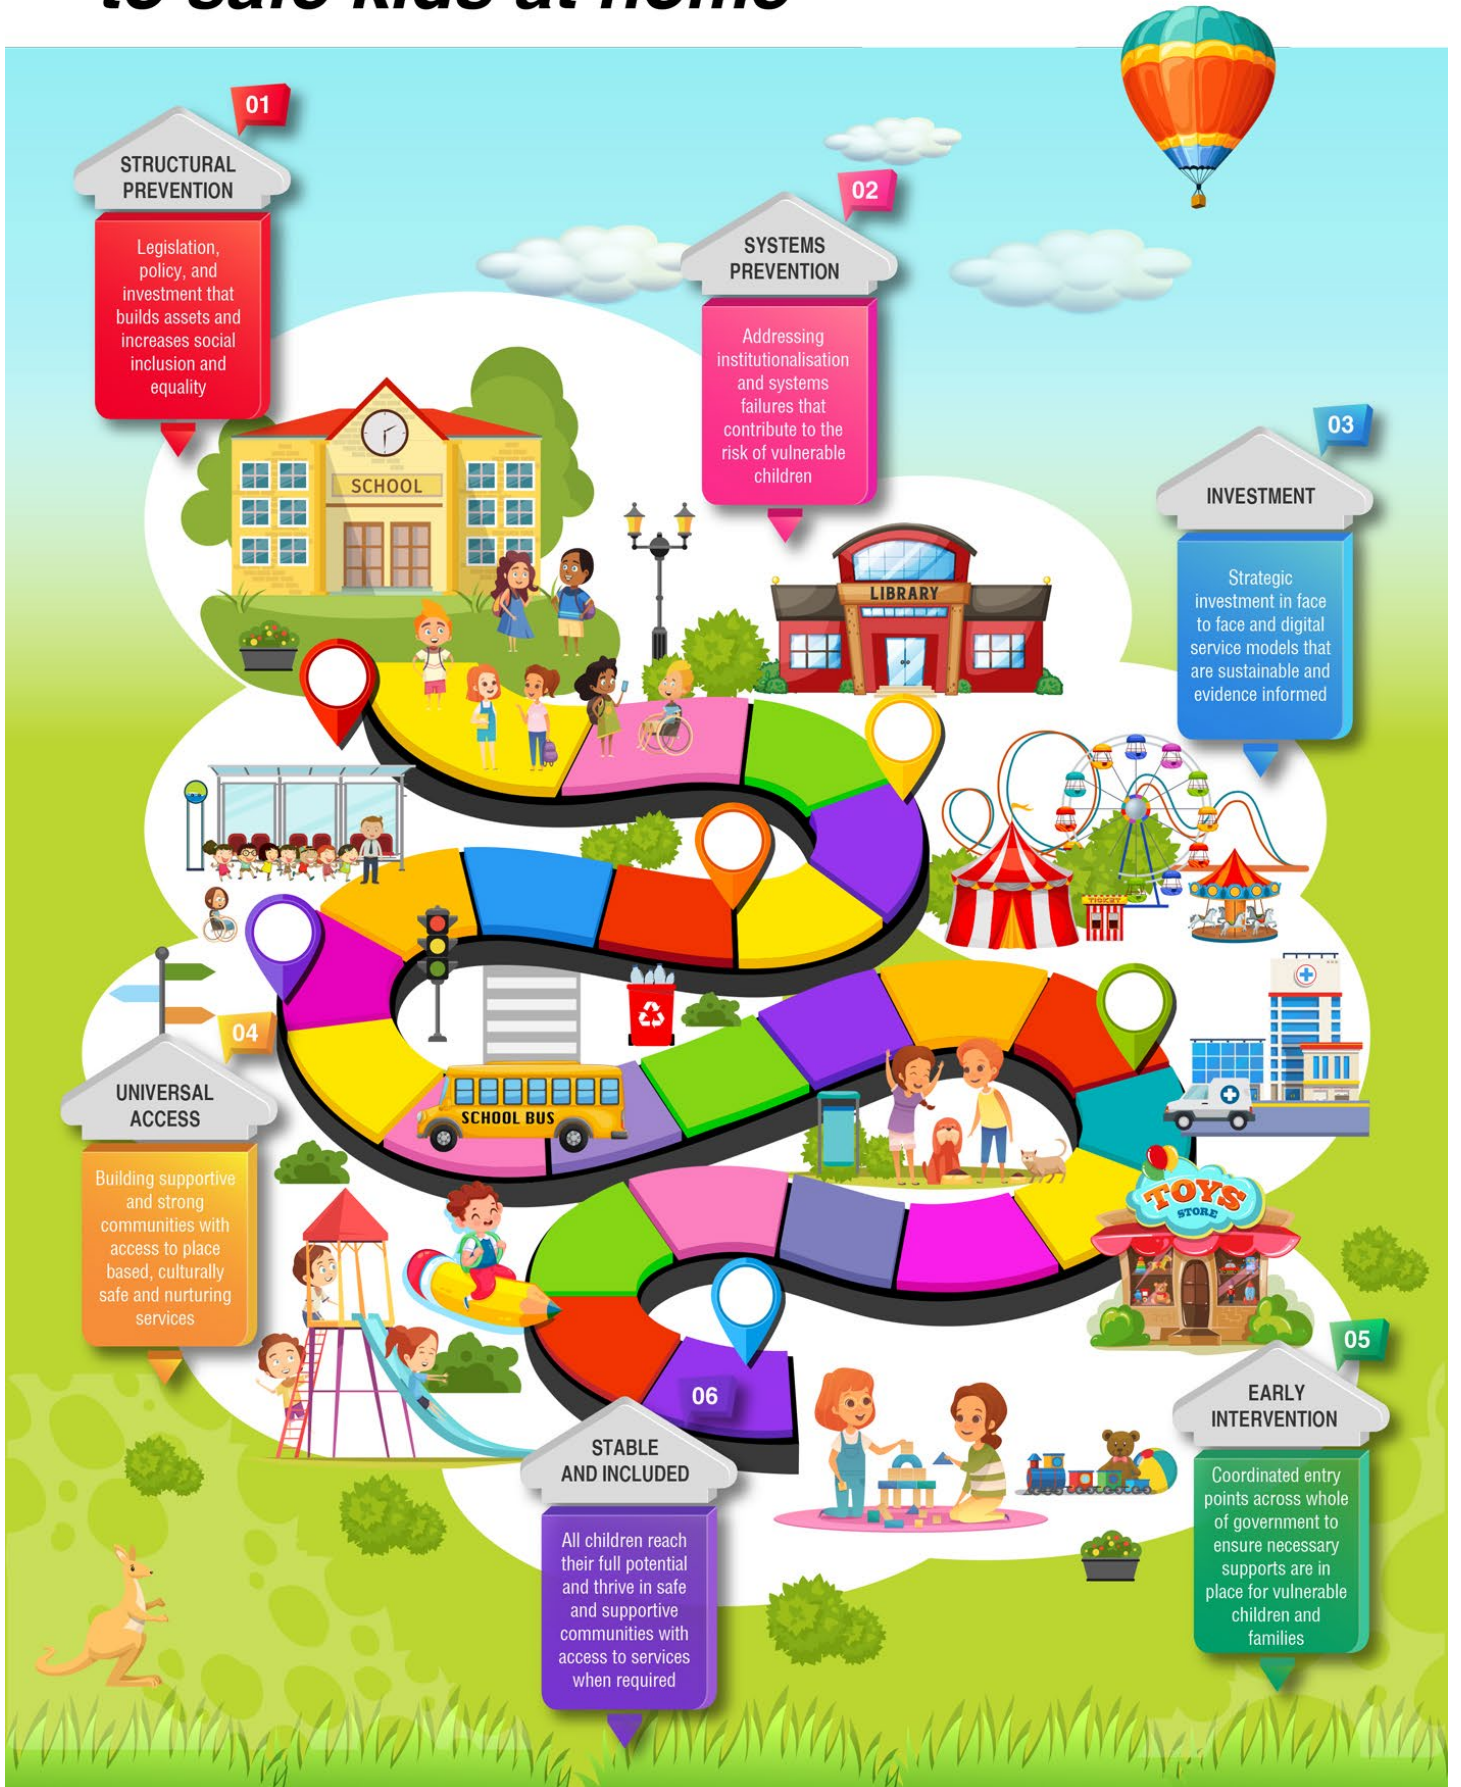 to safe kids at home
01
STRUCTURAL
PREVENTION
Legislation,
policy, and
investment that
builds assets and
increases social
inclusion and
equality
02
SYSTEMS
PREVENTION
Addressing
institutionalisation
and systems
failures that
contribute to the
risk of vulnerable
children
03
INVESTMENT
Strategic
investment in face
to face and digital
service models that
are sustainable and
evidence informed
SCHOOL
LIBRARY
TICKET
SCHOOL BUS
04
UNIVERSAL
ACCESS
Building supportive
and strong
communities with
access to place
based, culturally
safe and nurturing
services
TOYS
STORE
05
EARLY
INTERVENTION
Coordinated entry
points across whole
of government to
ensure necessary
supports are in
place for vulnerable
children and
families
06
STABLE
AND INCLUDED
All children reach
their full potential
and thrive in safe
and supportive
communities with
access to services
when required